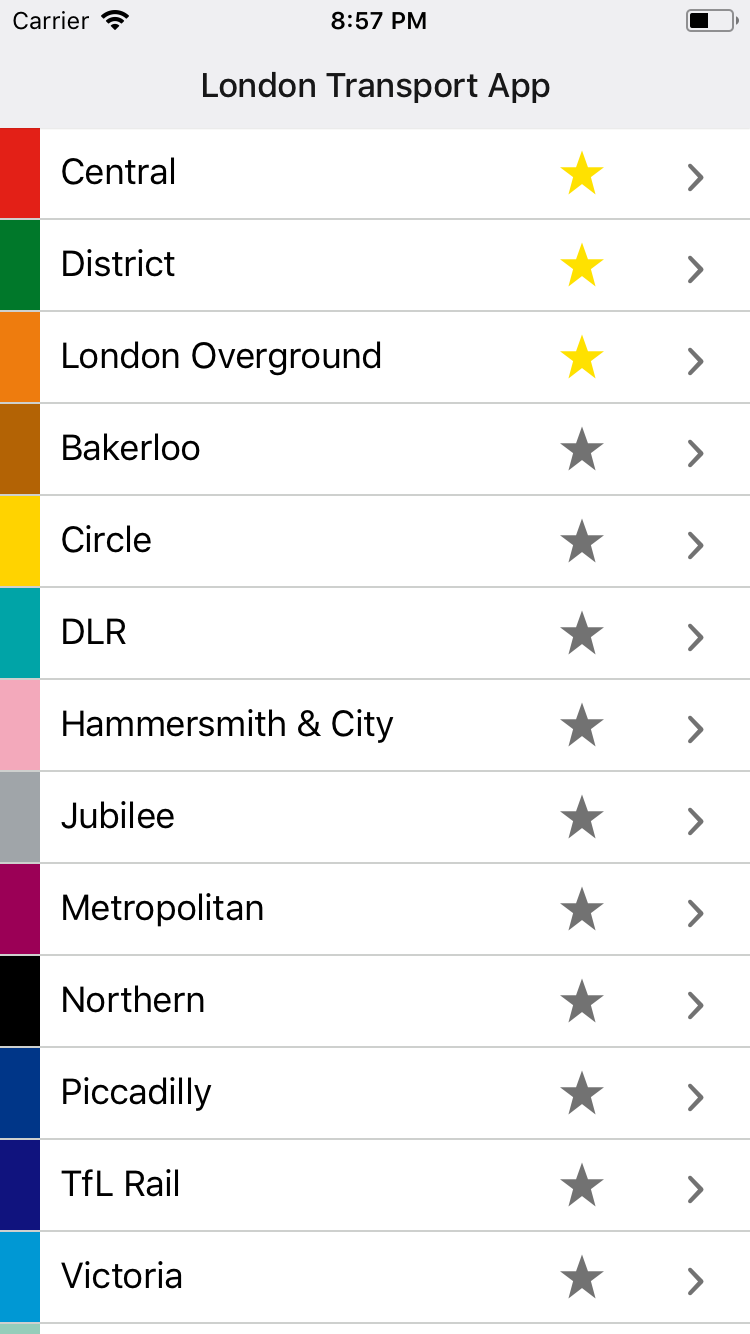 Carrier 8:57 PM
London Transport App
Central
District
London Overground
Bakerloo
Circle
DLR
Hammersmith & City
Jubilee
Metropolitan
Northern
Piccadilly
TfL Rail
Victoria